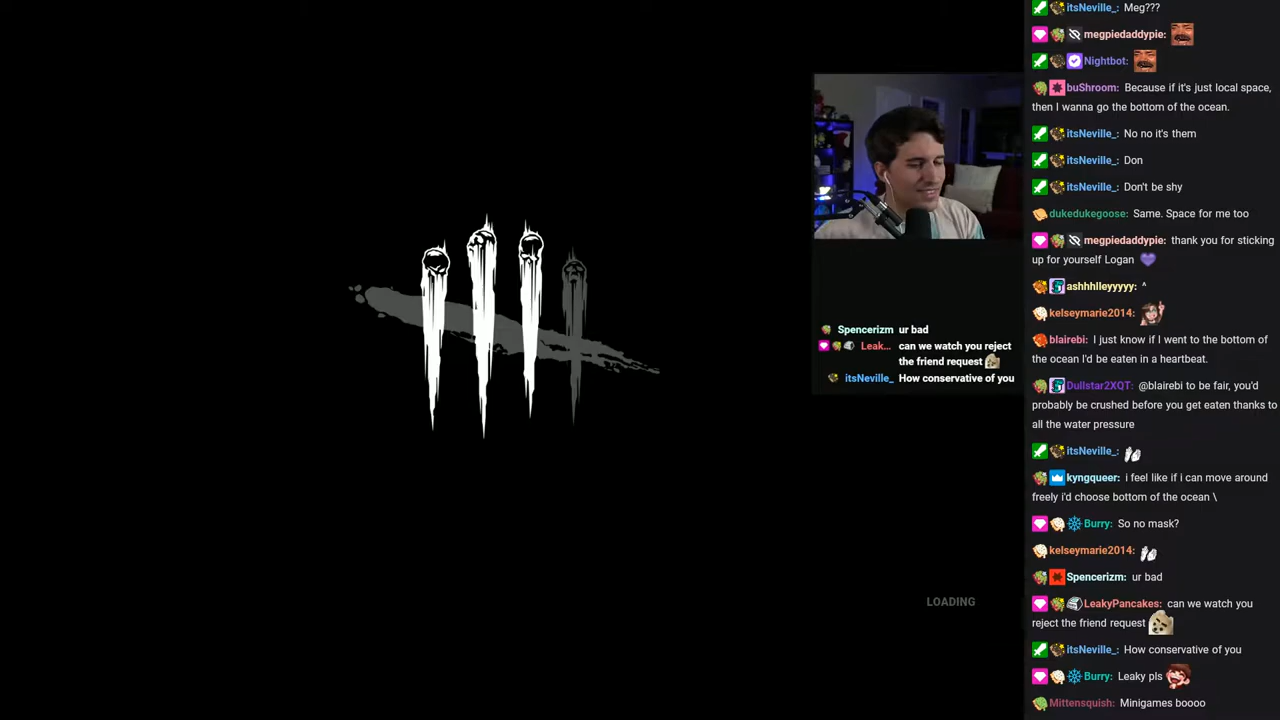 Spencerizm ur bad
Leak... can we watch you reject
the friend request
itsNeville_ How conservative of you
LOADING
itsNeville_: Meg???
megpiedaddypie:
Nightbot:
buShroom: Because if it's just local space,
then I wanna go the bottom of the ocean.
itsNeville_: No no it's them
itsNeville_: Don
itsNeville_: Don't be shy
dukedukegoose: Same. Space for me too
megpiedaddypie: thank you for sticking
up for yourself Logan
ashhhlleyyyyy: ^
kelseymarie2014:
blairebi: I just know if I went to the bottom of
the ocean I'd be eaten in a heartbeat.
Dullstar2XQT: @blairebi to be fair, you'd
probably be crushed before you get eaten thanks to
all the water pressure
itsNeville_:
kyngqueer: i feel like if i can move around
freely i'd choose bottom of the ocean \
Burry: So no mask?
kelseymarie2014:
Spencerizm: ur bad
LeakyPancakes: can we watch you
reject the friend request
itsNeville_: How conservative of you
Burry: Leaky pls
Mittensquish: Minigames boooo